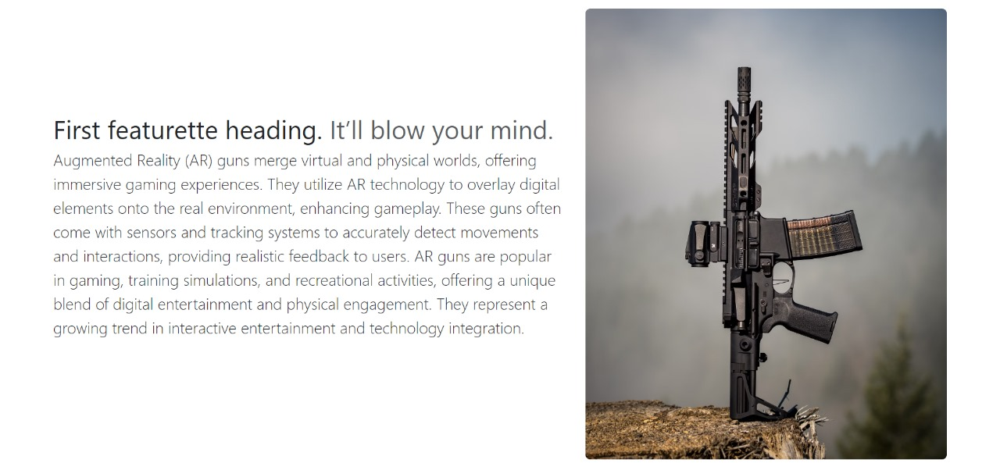 First featurette heading. It’ll blow your mind.
Augmented Reality (AR) guns merge virtual and physical worlds, offering
immersive gaming experiences. They utilize AR technology to overlay digital
elements onto the real environment, enhancing gameplay. These guns often
come with sensors and tracking systems to accurately detect movements
and interactions, providing realistic feedback to users. AR guns are popular
in gaming, training simulations, and recreational activities, offering a unique
blend of digital entertainment and physical engagement. They represent a
growing trend in interactive entertainment and technology integration.